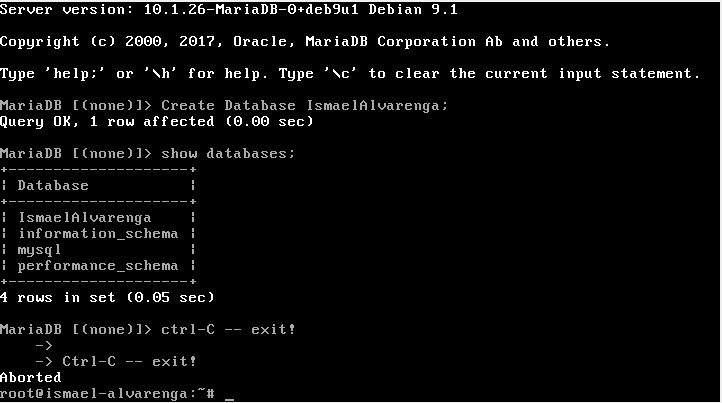 Server version: 10.1.26-MariaDB-0+deb9u1 Debian 9.1
Copyright (c) 2000, 2017, Oracle, MariaDB Corporation Ab and others.
Type 'help;' or '\h' for help. Type '\c' to clear the current input statement.
MariaDB [(none)]> Create Database IsmaelAlvarenga;
Query OK, 1 row affected (0.00 sec)
MariaDB [(none)]> show databases;
+--------------------+
| Database           |
+--------------------+
| IsmaelAlvarenga    |
| information_schema |
| mysql              |
| performance_schema |
+--------------------+
4 rows in set (0.05 sec)
MariaDB [(none)]> ctrl-C -- exit!
    ->
    -> Ctrl-C -- exit!
Aborted
root@ismael-alvarenga:~# _